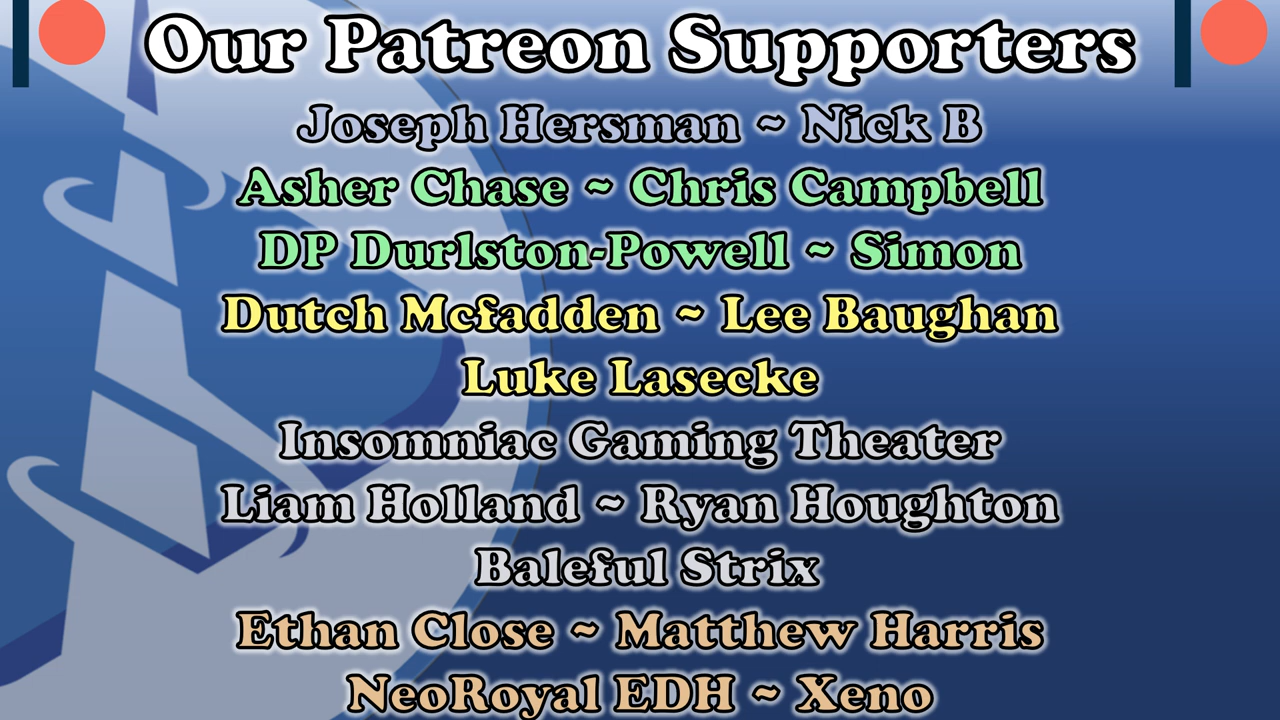 Our Patreon Supporters
Joseph Hersman ~ Nick B
Asher Chase ~ Chris Campbell
DP Durlston-Powell ~ Simon
Dutch Mcfadden ~ Lee Baughan
Luke Lasecke
Insomniac Gaming Theater
Liam Holland ~ Ryan Houghton
Baleful Strix
Ethan Close ~ Matthew Harris
NeoRoyal EDH ~ Xeno